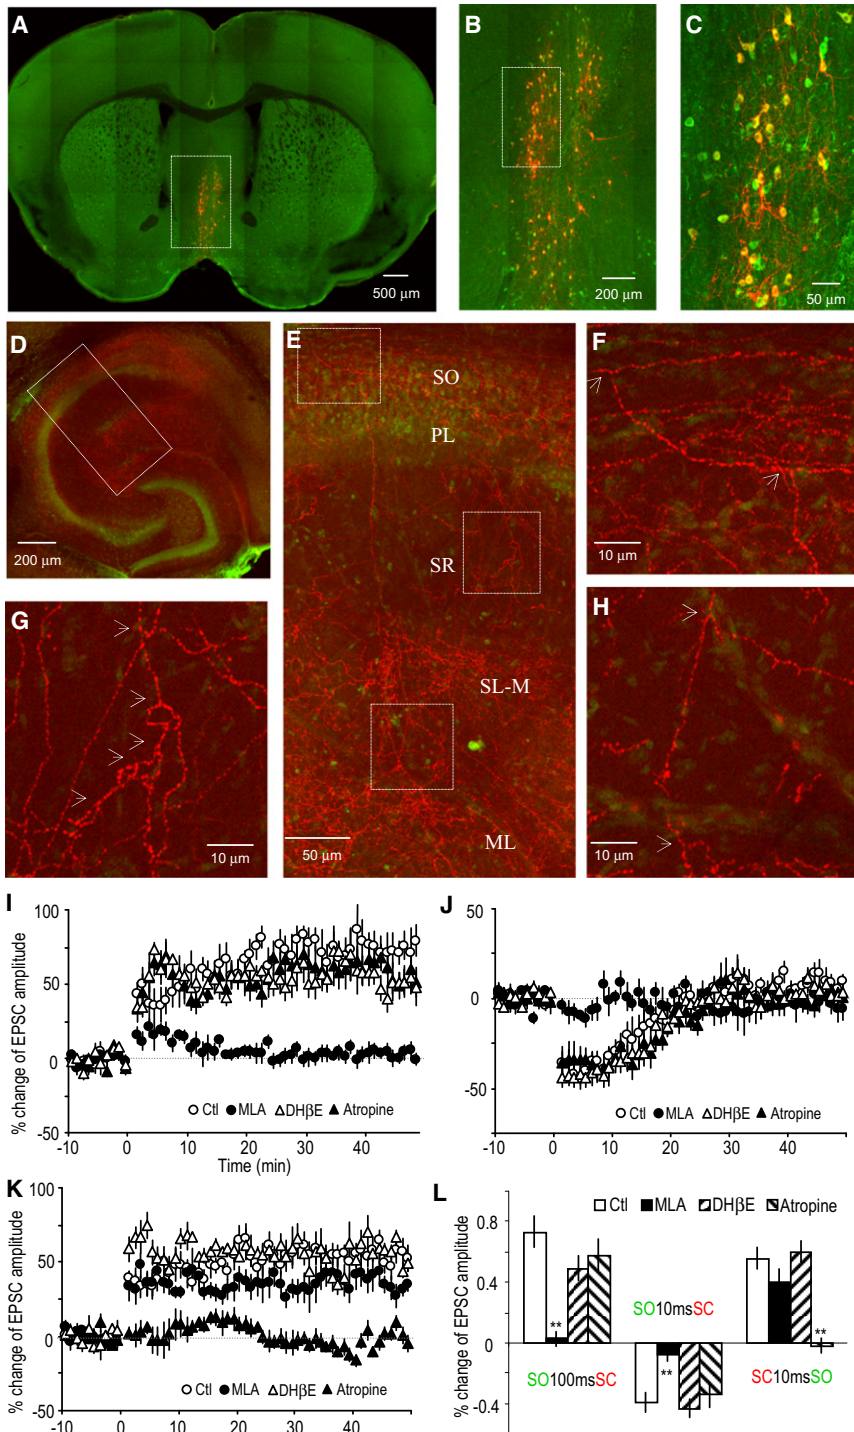 A
500 µm
B
200 µm
C
50 µm
D
200 µm
E
SO
PL
SR
SL-M
ML
50 µm
F
10 µm
G
10 µm
H
10 µm
I
% change of EPSC amplitude
100
50
0
-50
Ctl MLA DHβE Atropine
-10 0 10 20 30 40
Time (min)
J
50
0
-50
Ctl MLA DHβE Atropine
-10 0 10 20 30 40
K
% change of EPSC amplitude
100
50
0
-50
Ctl MLA DHβE Atropine
-10 0 10 20 30 40
L
% change of EPSC amplitude
Ctl MLA DHβE Atropine
0.8
0.4
0
-0.4
**
**
**
SO10msSC
SO100msSC
SC10msSO